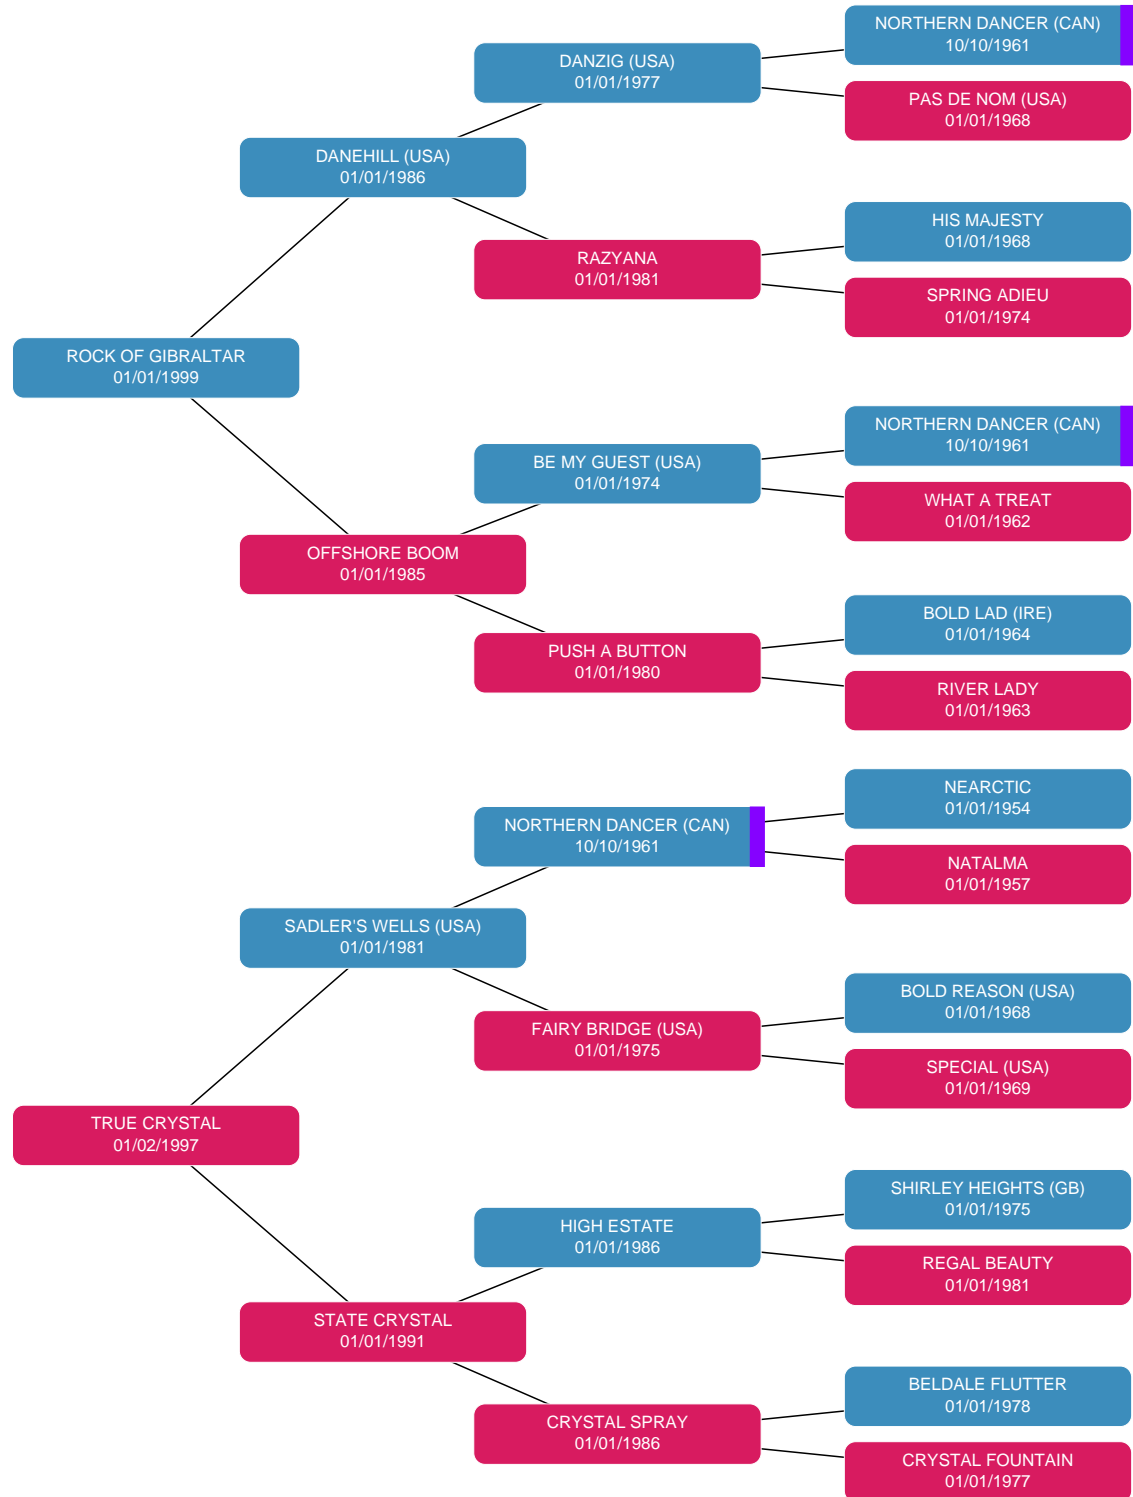 NORTHERN DANCER (CAN)
10/10/1961
DANZIG (USA)
01/01/1977
PAS DE NOM (USA)
01/01/1968
DANEHILL (USA)
01/01/1986
HIS MAJESTY
01/01/1968
RAZYANA
01/01/1981
SPRING ADIEU
01/01/1974
ROCK OF GIBRALTAR
01/01/1999
NORTHERN DANCER (CAN)
10/10/1961
BE MY GUEST (USA)
01/01/1974
WHAT A TREAT
01/01/1962
OFFSHORE BOOM
01/01/1985
BOLD LAD (IRE)
01/01/1964
PUSH A BUTTON
01/01/1980
RIVER LADY
01/01/1963
NEARCTIC
01/01/1954
NORTHERN DANCER (CAN)
10/10/1961
NATALMA
01/01/1957
SADLER'S WELLS (USA)
01/01/1981
BOLD REASON (USA)
01/01/1968
FAIRY BRIDGE (USA)
01/01/1975
SPECIAL (USA)
01/01/1969
TRUE CRYSTAL
01/02/1997
SHIRLEY HEIGHTS (GB)
01/01/1975
HIGH ESTATE
01/01/1986
REGAL BEAUTY
01/01/1981
STATE CRYSTAL
01/01/1991
BELDALE FLUTTER
01/01/1978
CRYSTAL SPRAY
01/01/1986
CRYSTAL FOUNTAIN
01/01/1977